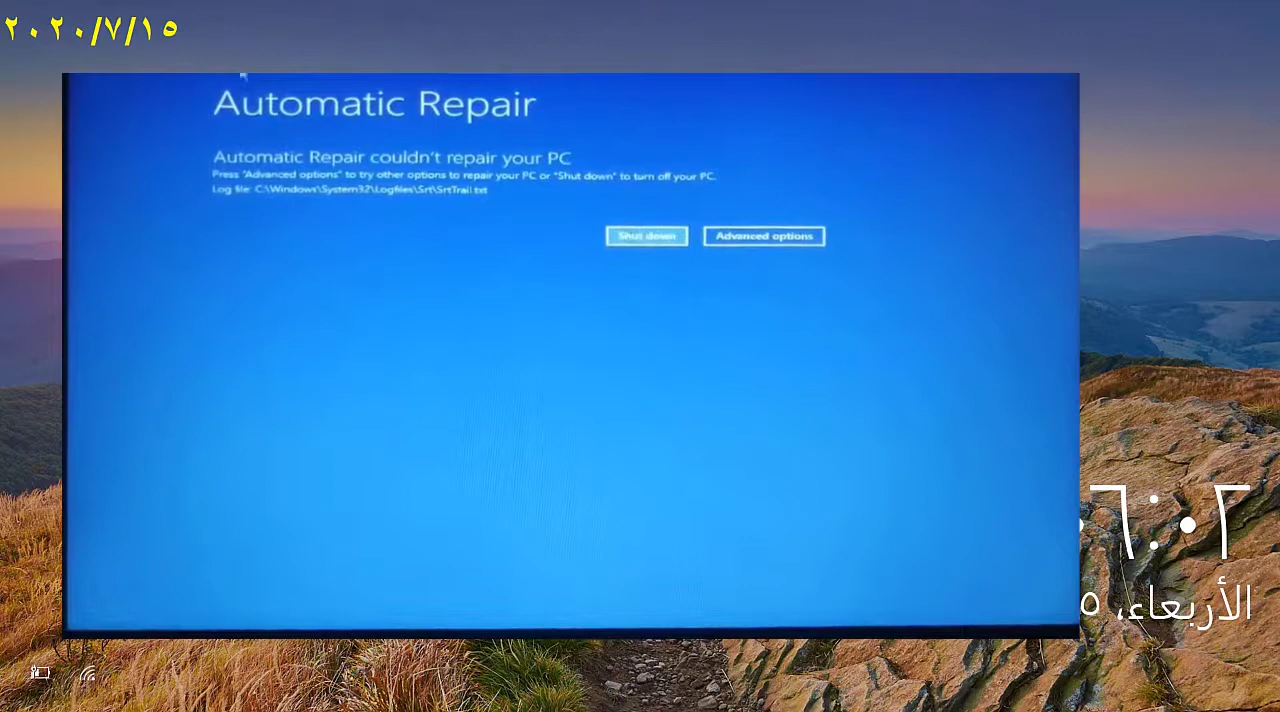 ٢٠٢٠/٧/١٥
Automatic Repair
Automatic Repair couldn't repair your PC
Press "Advanced options" to try other options to repair your PC or "Shut down" to turn off your PC.
Log file: C:\Windows\System32\Logfiles\Srt\SrtTrail.txt
Shut down
Advanced options
٠٦:٠٢
الأربعاء، ٥